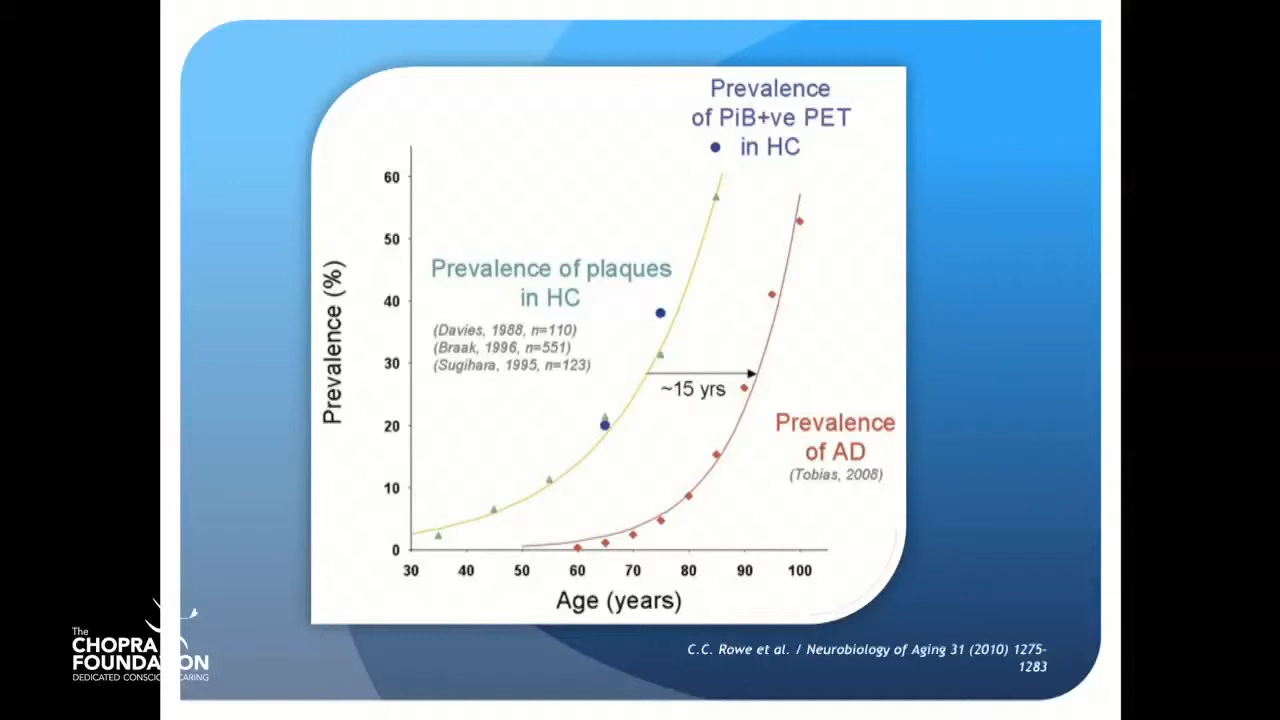 Prevalence
of PiB+ve PET
in HC
60
50
40
30
20
10
0
Prevalence (%)
Prevalence of plaques
in HC
(Davies, 1988, n=110)
(Braak, 1996, n=551)
(Sugihara, 1995, n=123)
~15 yrs
Prevalence
of AD
(Tobias, 2008)
30 40 50 60 70 80 90 100
Age (years)
The
CHOPRA
FOUNDATION
DEDICATED CONSCIOUS CARING
C.C. Rowe et al. / Neurobiology of Aging 31 (2010) 1275-
1283